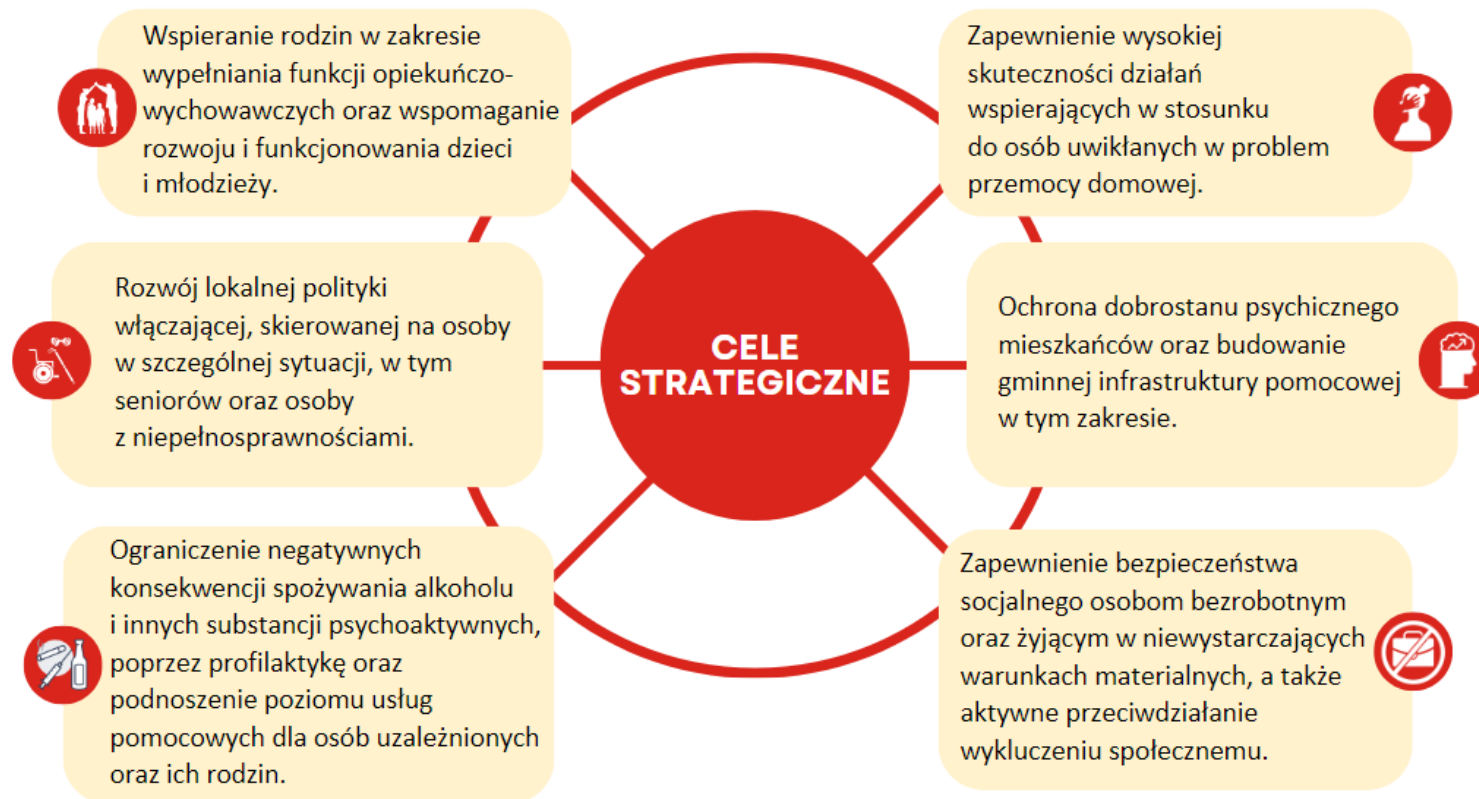 Wspieranie rodzin w zakresie
wypełniania funkcji opiekuńczo-
wychowawczych oraz wspomaganie
rozwoju i funkcjonowania dzieci
i młodzieży.
Zapewnienie wysokiej
skuteczności działań
wspierających w stosunku
do osób uwikłanych w problem
przemocy domowej.
Rozwój lokalnej polityki
włączającej, skierowanej na osoby
w szczególnej sytuacji, w tym
seniorów oraz osoby
z niepełnosprawnościami.
CELE
STRATEGICZNE
Ochrona dobrostanu psychicznego
mieszkańców oraz budowanie
gminnej infrastruktury pomocowej
w tym zakresie.
Ograniczenie negatywnych
konsekwencji spożywania alkoholu
i innych substancji psychoaktywnych,
poprzez profilaktykę oraz
podnoszenie poziomu usług
pomocowych dla osób uzależnionych
oraz ich rodzin.
Zapewnienie bezpieczeństwa
socjalnego osobom bezrobotnym
oraz żyjącym w niewystarczających
warunkach materialnych, a także
aktywne przeciwdziałanie
wykluczeniu społecznemu.